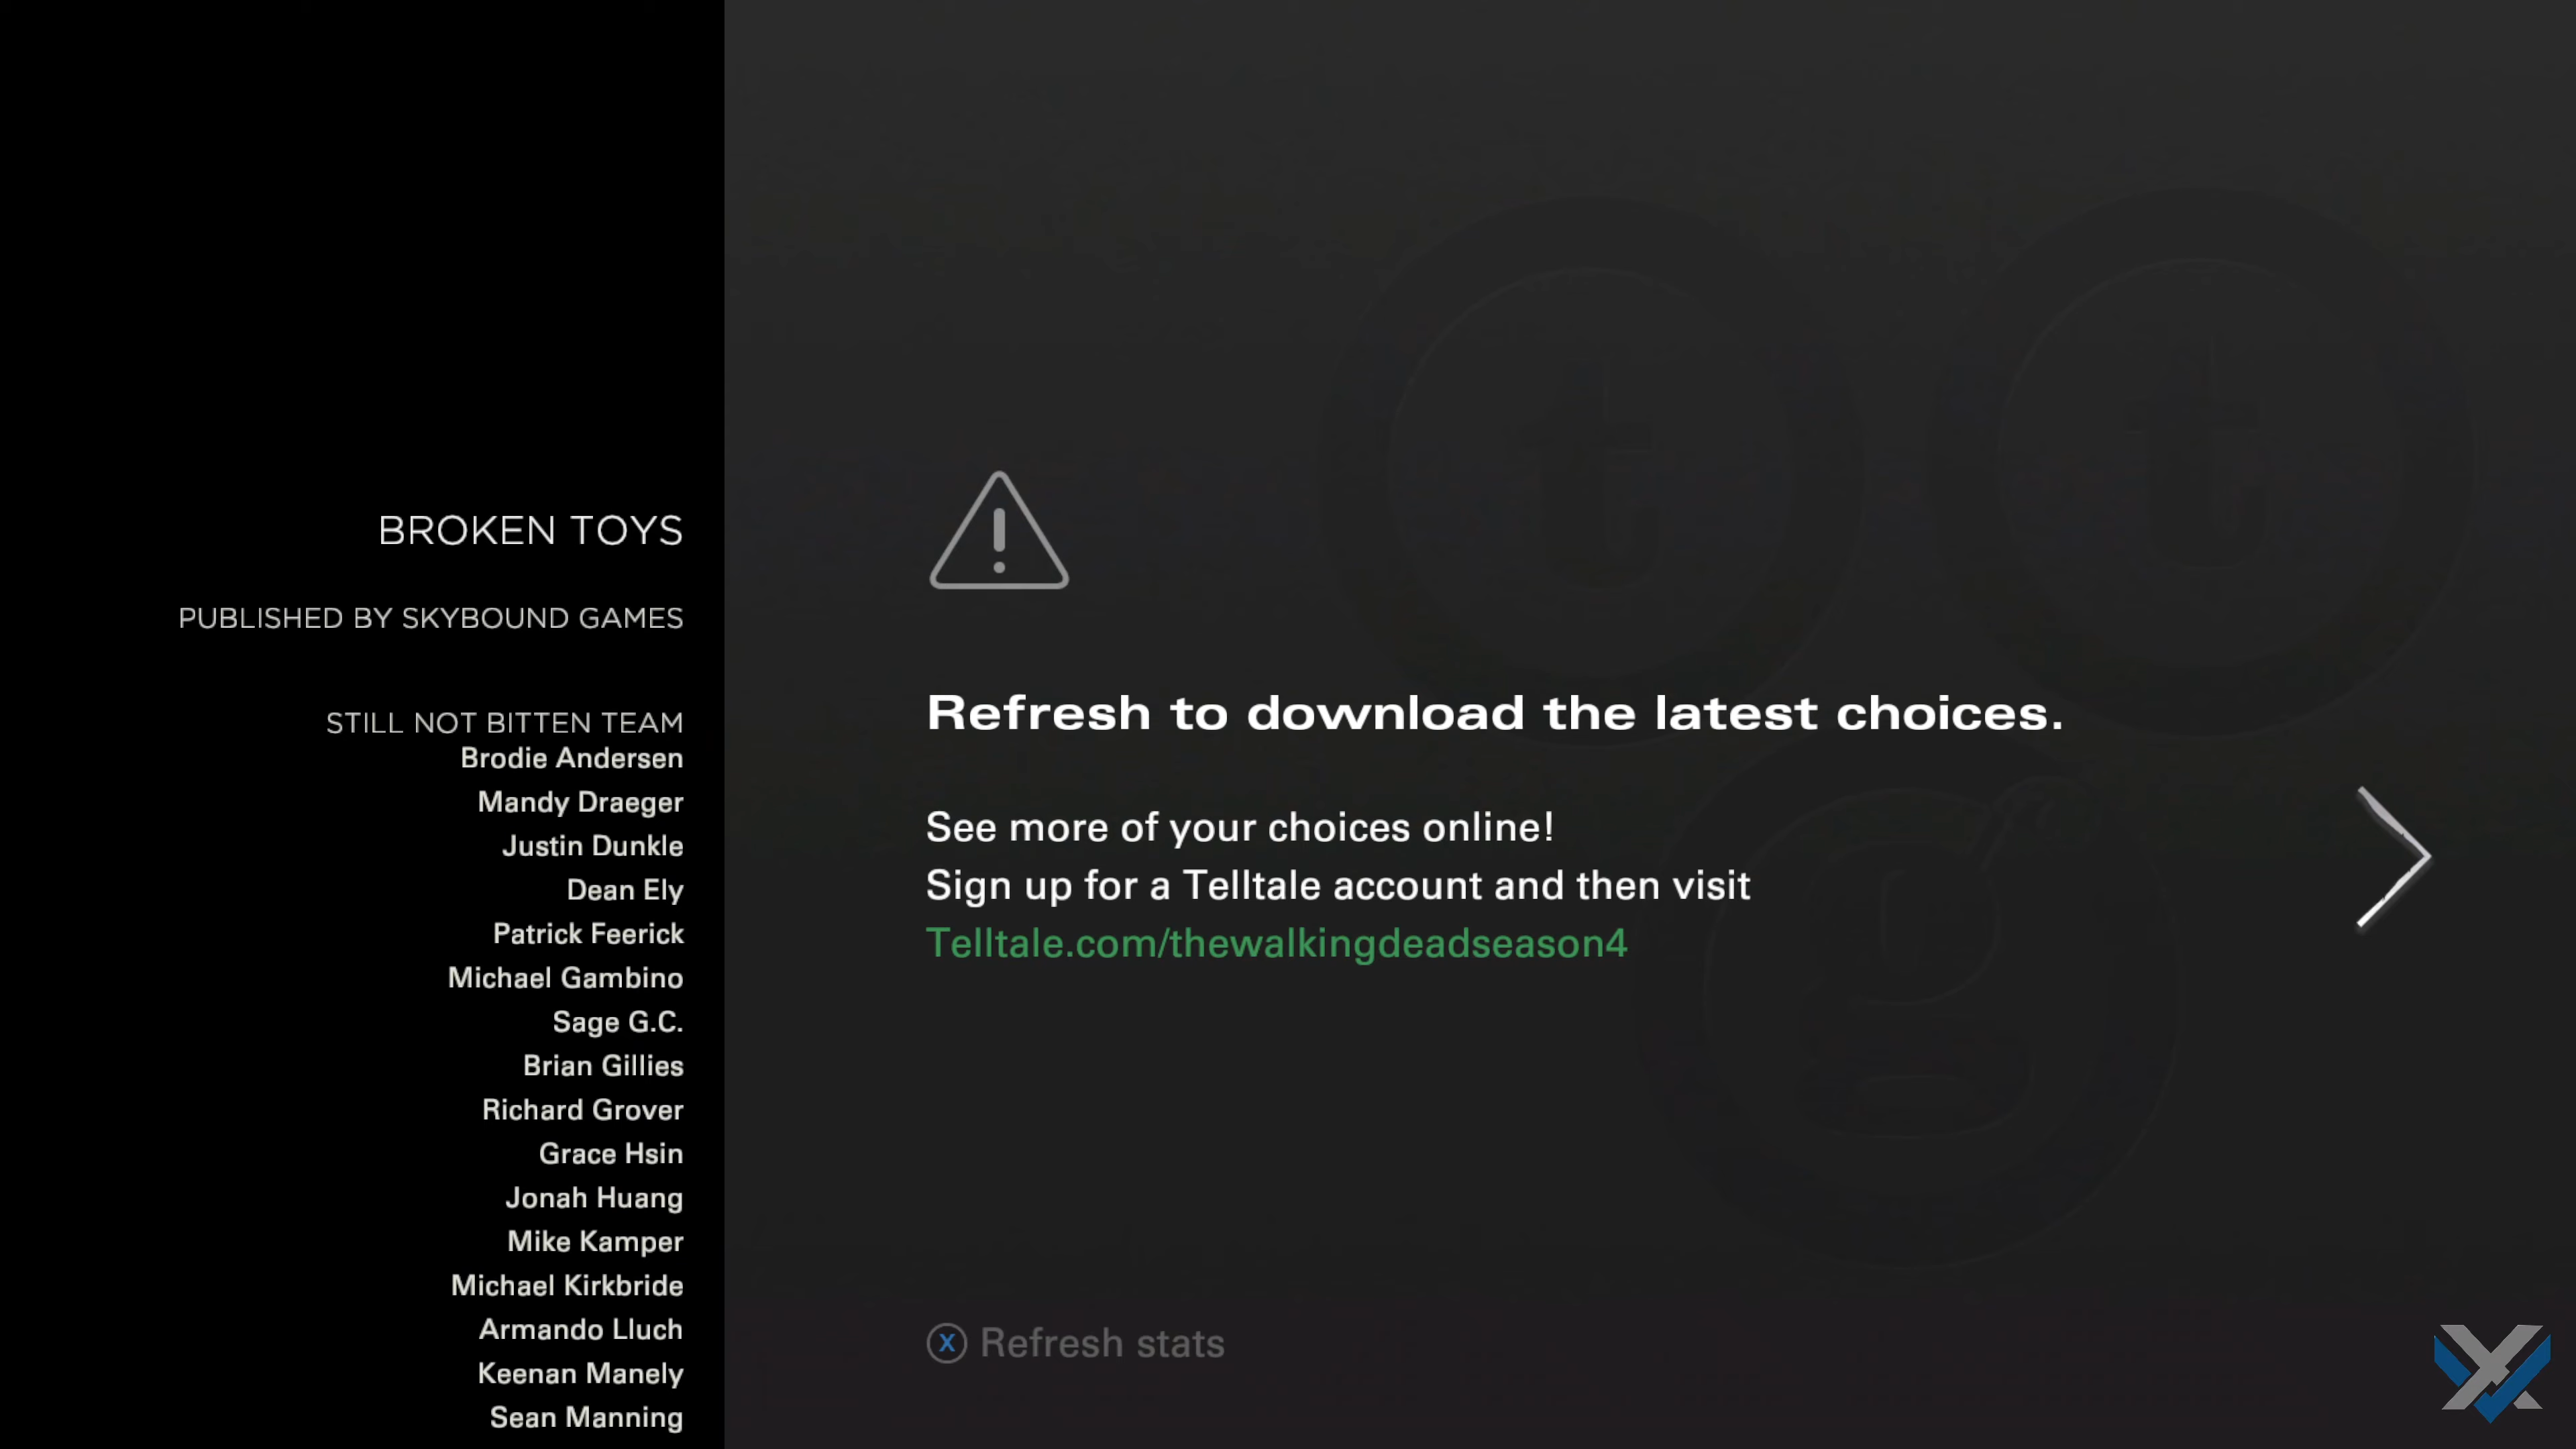 BROKEN TOYS
PUBLISHED BY SKYBOUND GAMES
STILL NOT BITTEN TEAM
Brodie Andersen
Mandy Draeger
Justin Dunkle
Dean Ely
Patrick Feerick
Michael Gambino
Sage G.C.
Brian Gillies
Richard Grover
Grace Hsin
Jonah Huang
Mike Kamper
Michael Kirkbride
Armando Lluch
Keenan Manely
Sean Manning
t t
g
Refresh to download the latest choices.
See more of your choices online!
Sign up for a Telltale account and then visit
Telltale.com/thewalkingdeadseason4
X Refresh stats